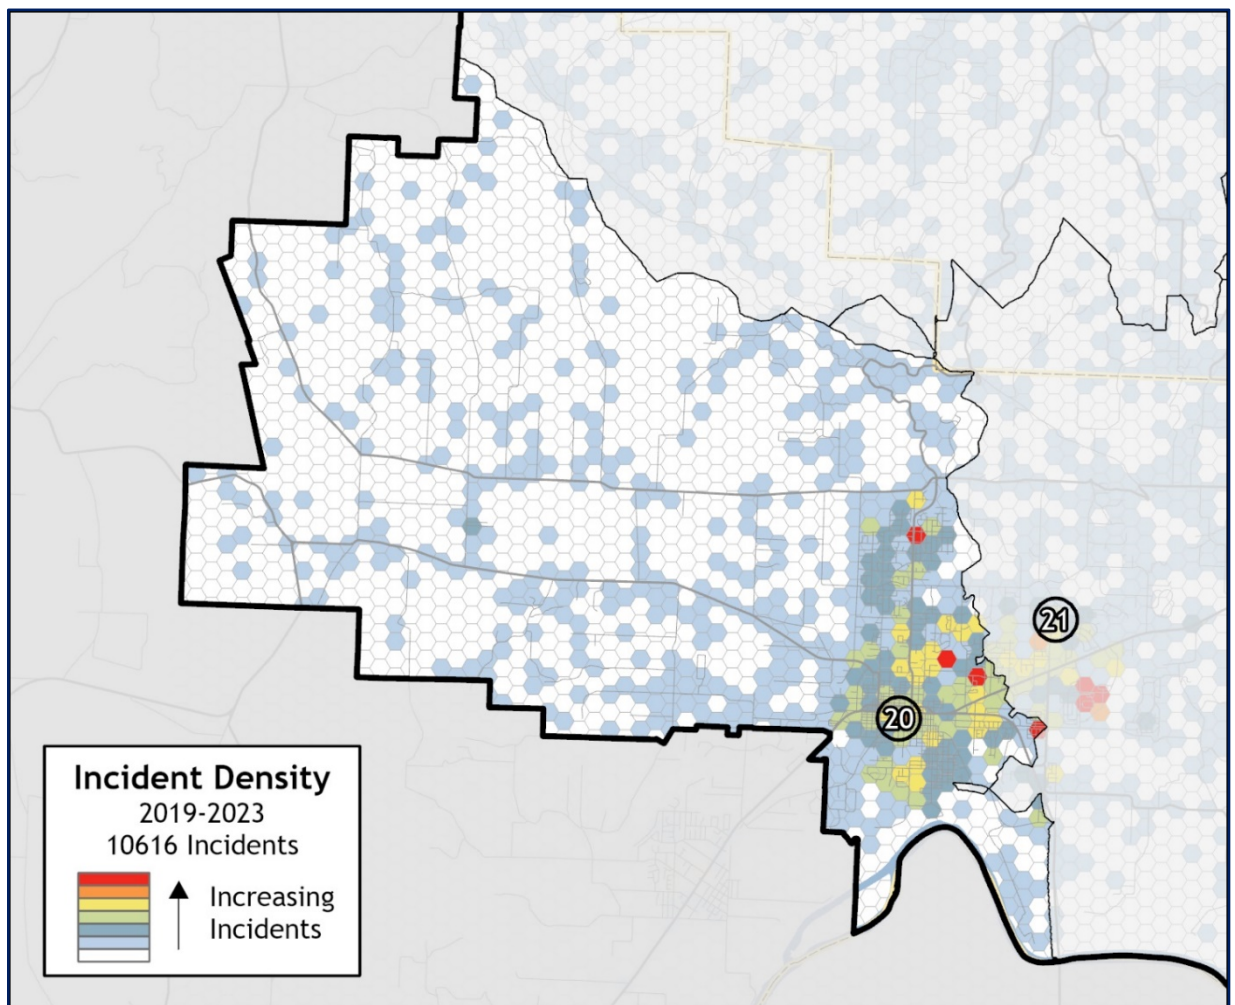 21
20
Incident Density
2019-2023
10616 Incidents
Increasing
Incidents